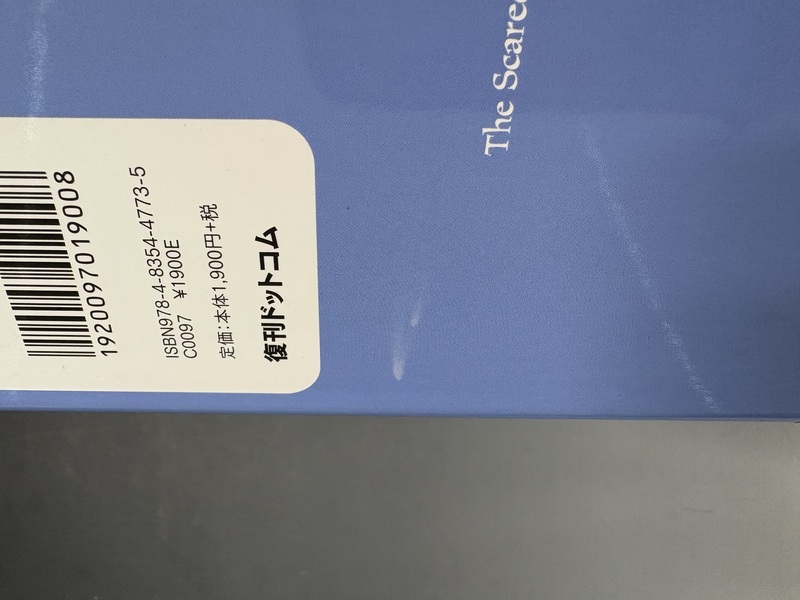 1920097019008
ISBN978-4-8354-4773-5
C0097 ¥1900E
定価:本体1,900円+税
復刊ドットコム
The Scared